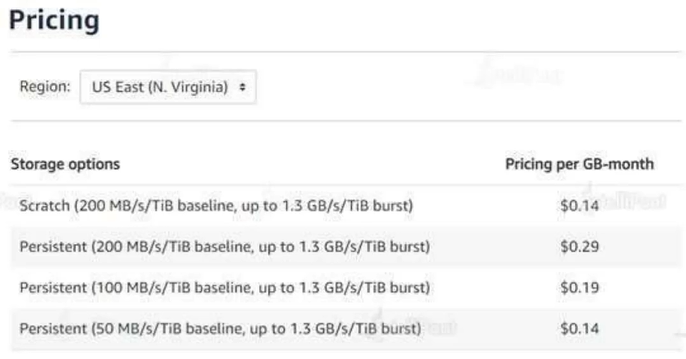 Pricing
Region: US East (N. Virginia)
Storage options Pricing per GB-month
Scratch (200 MB/s/TiB baseline, up to 1.3 GB/s/TiB burst) $0.14
Persistent (200 MB/s/TiB baseline, up to 1.3 GB/s/TiB burst) $0.29
Persistent (100 MB/s/TiB baseline, up to 1.3 GB/s/TiB burst) $0.19
Persistent (50 MB/s/TiB baseline, up to 1.3 GB/s/TiB burst) $0.14